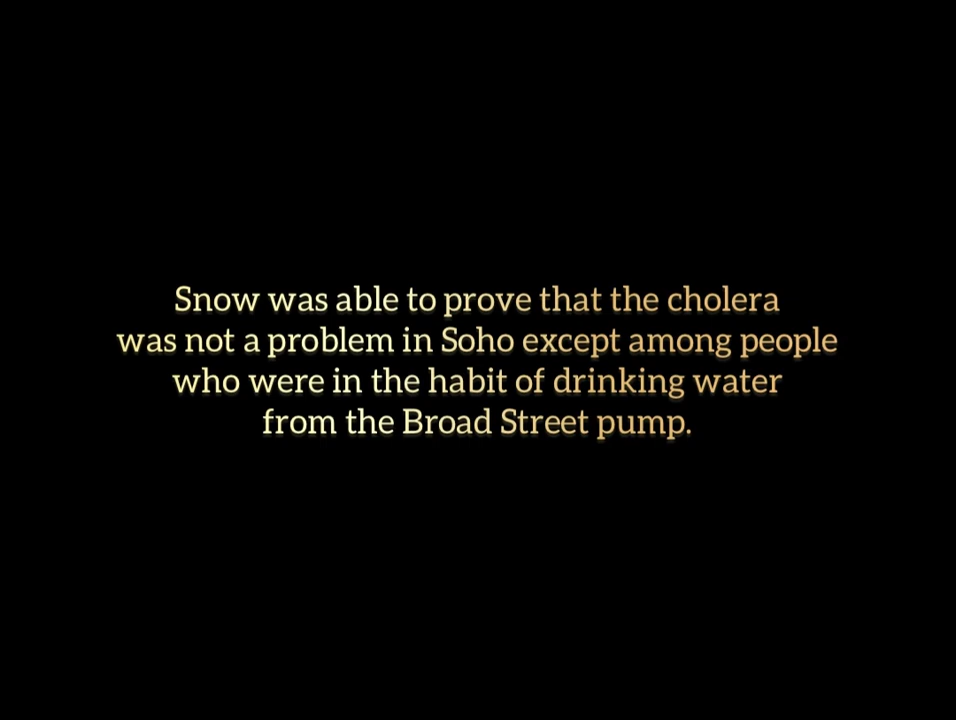 Snow was able to prove that the cholera
was not a problem in Soho except among people
who were in the habit of drinking water
from the Broad Street pump.